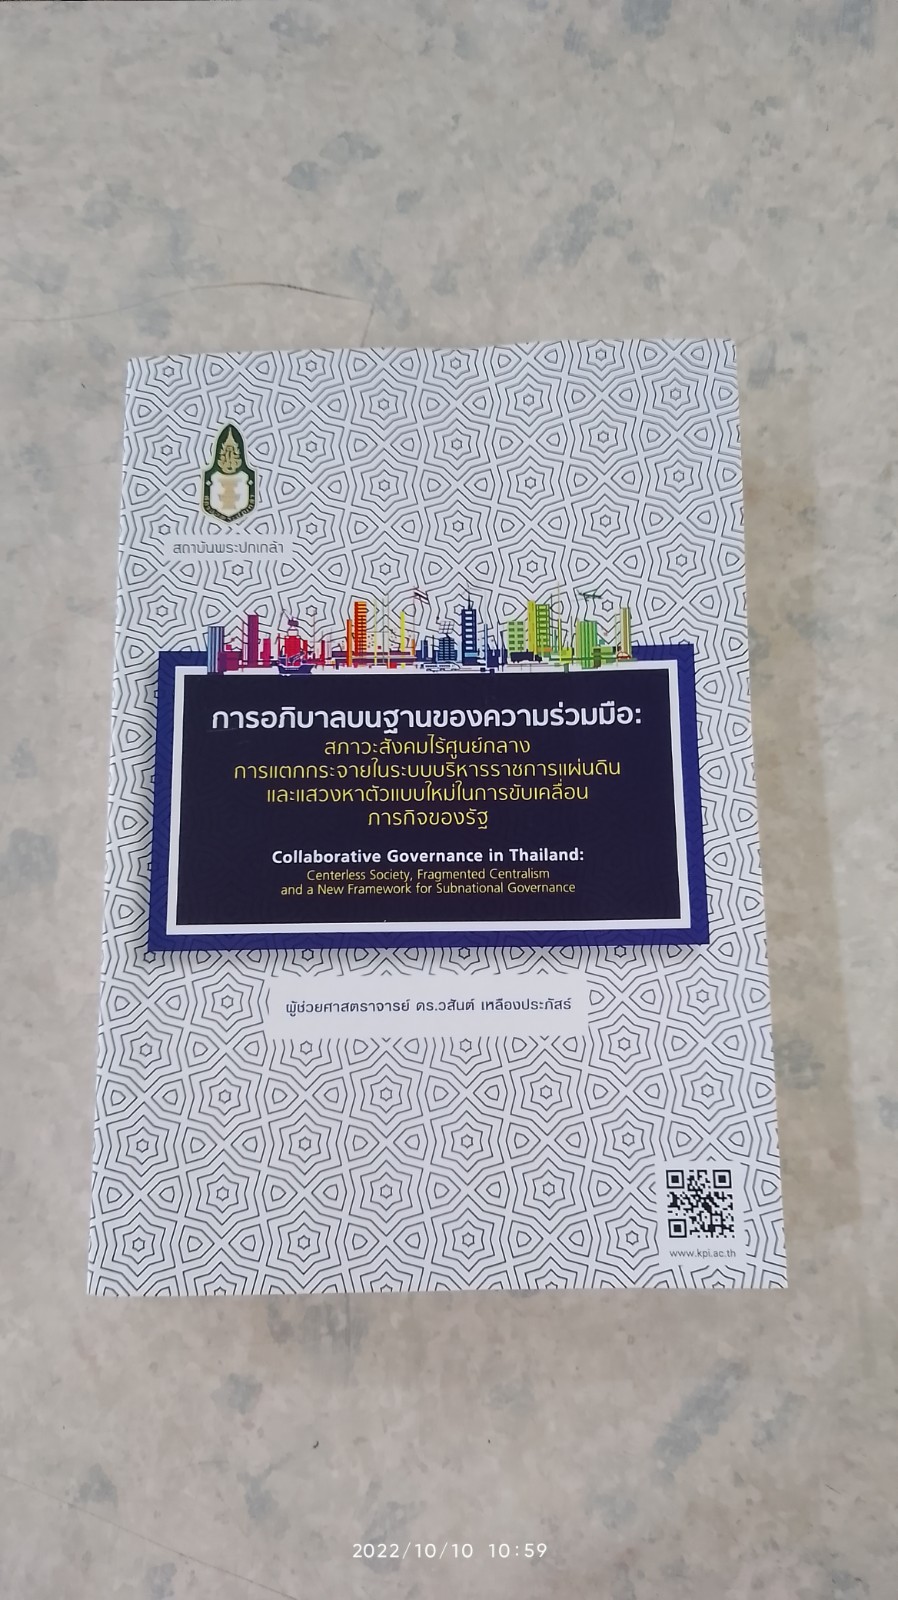 สถาบันพระปกเกล้า
การอภิบาลบนฐานของความร่วมมือ:
สภาวะสังคมไร้ศูนย์กลาง
การแตกกระจายในระบบบริหารราชการแผ่นดิน
และแสวงหาตัวแบบใหม่ในการขับเคลื่อน
ภารกิจของรัฐ
Collaborative Governance in Thailand:
Centerless Society, Fragmented Centralism
and a New Framework for Subnational Governance
ผู้ช่วยศาสตราจารย์ ดร.วสันต์ เหลืองประภัสร์
www.kpi.ac.th
2022/10/10 10:59